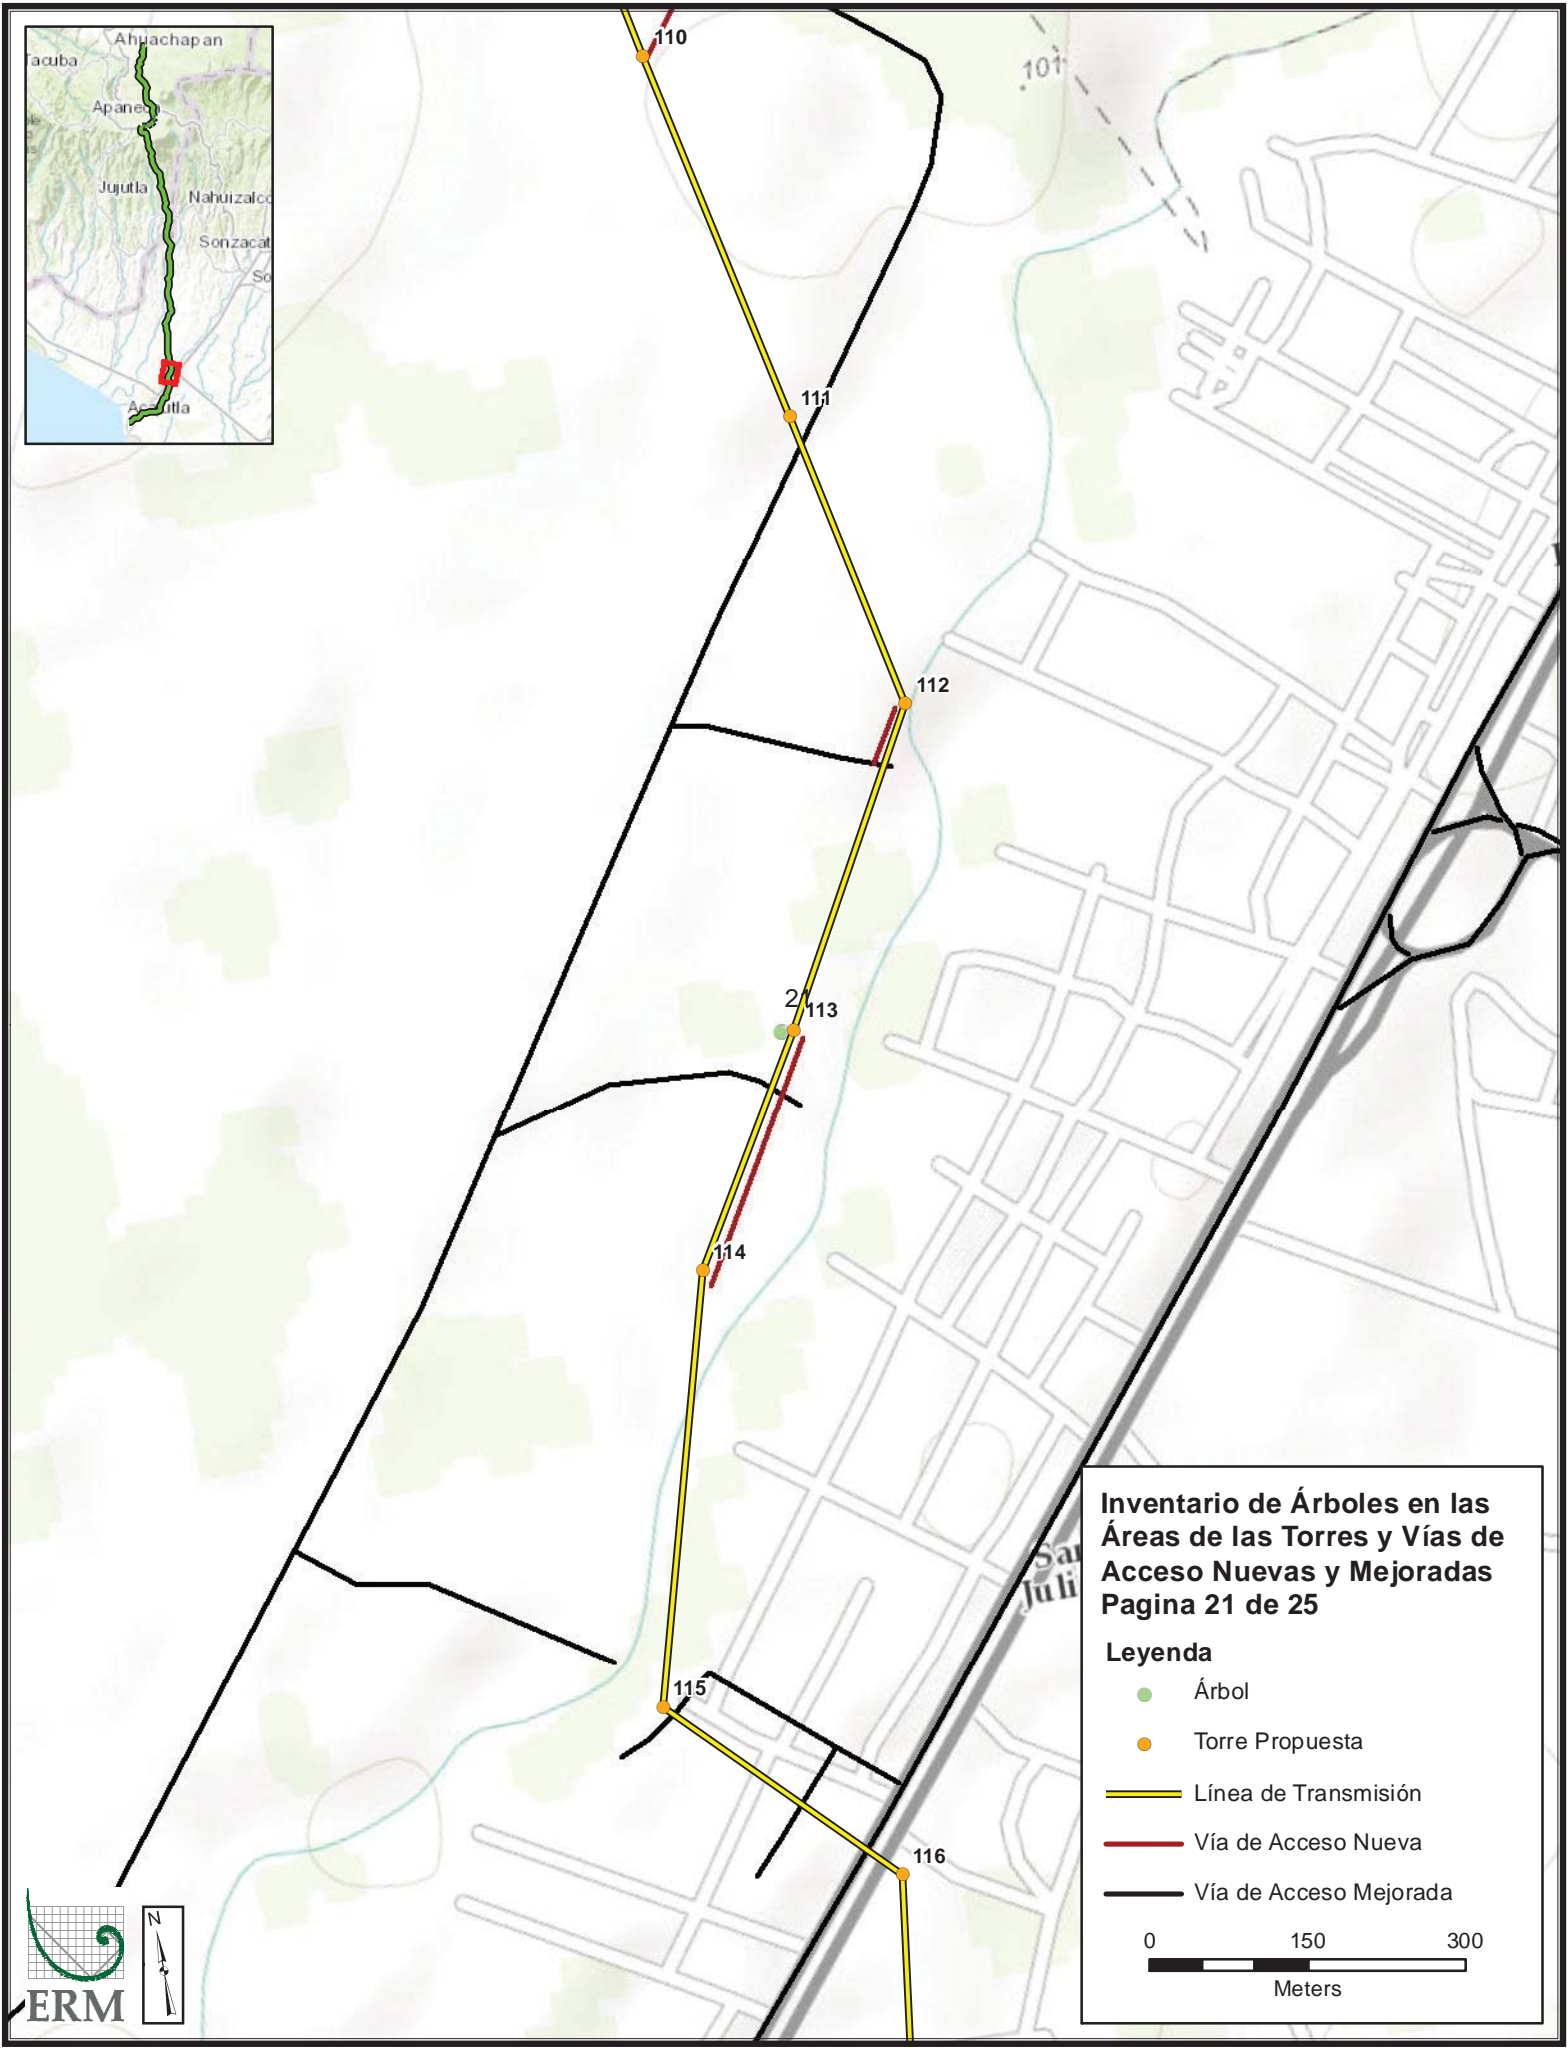 Ahuachapan
Tacuba
Jujutla
Nahuizalco
110
101
111
112
21
113
114
115
116
Inventario de Árboles en las
Áreas de las Torres y Vías de
Acceso Nuevas y Mejoradas
Pagina 21 de 25
Leyenda
Árbol
Torre Propuesta
Línea de Transmisión
Vía de Acceso Nueva
Vía de Acceso Mejorada
0 150 300
Meters
N
ERM